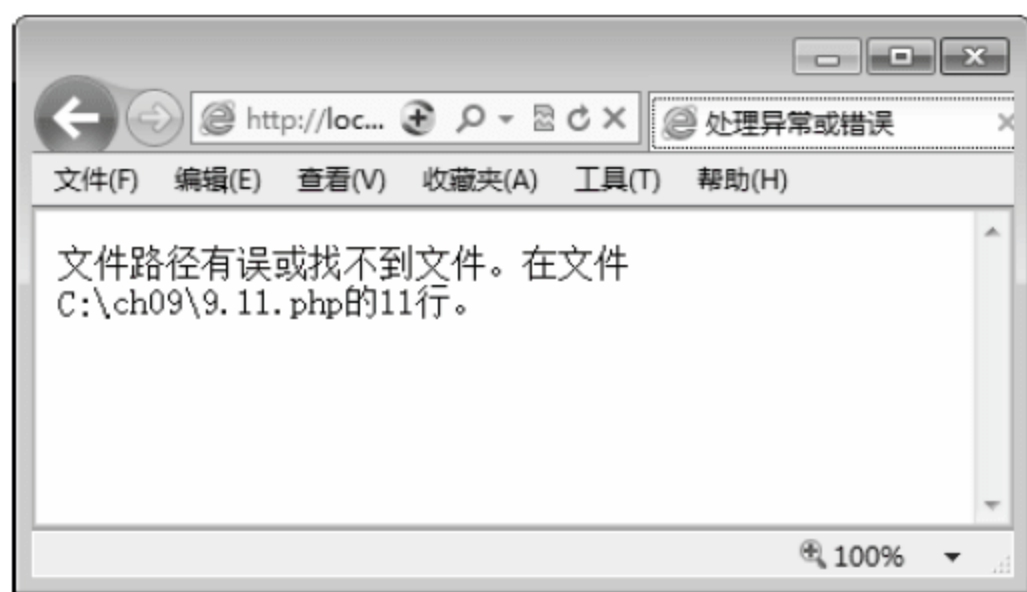 http://loc...
处理异常或错误
文件(F) 编辑(E) 查看(V) 收藏夹(A) 工具(T) 帮助(H)
文件路径有误或找不到文件。在文件
C:\ch09\9.11.php的11行。
100%